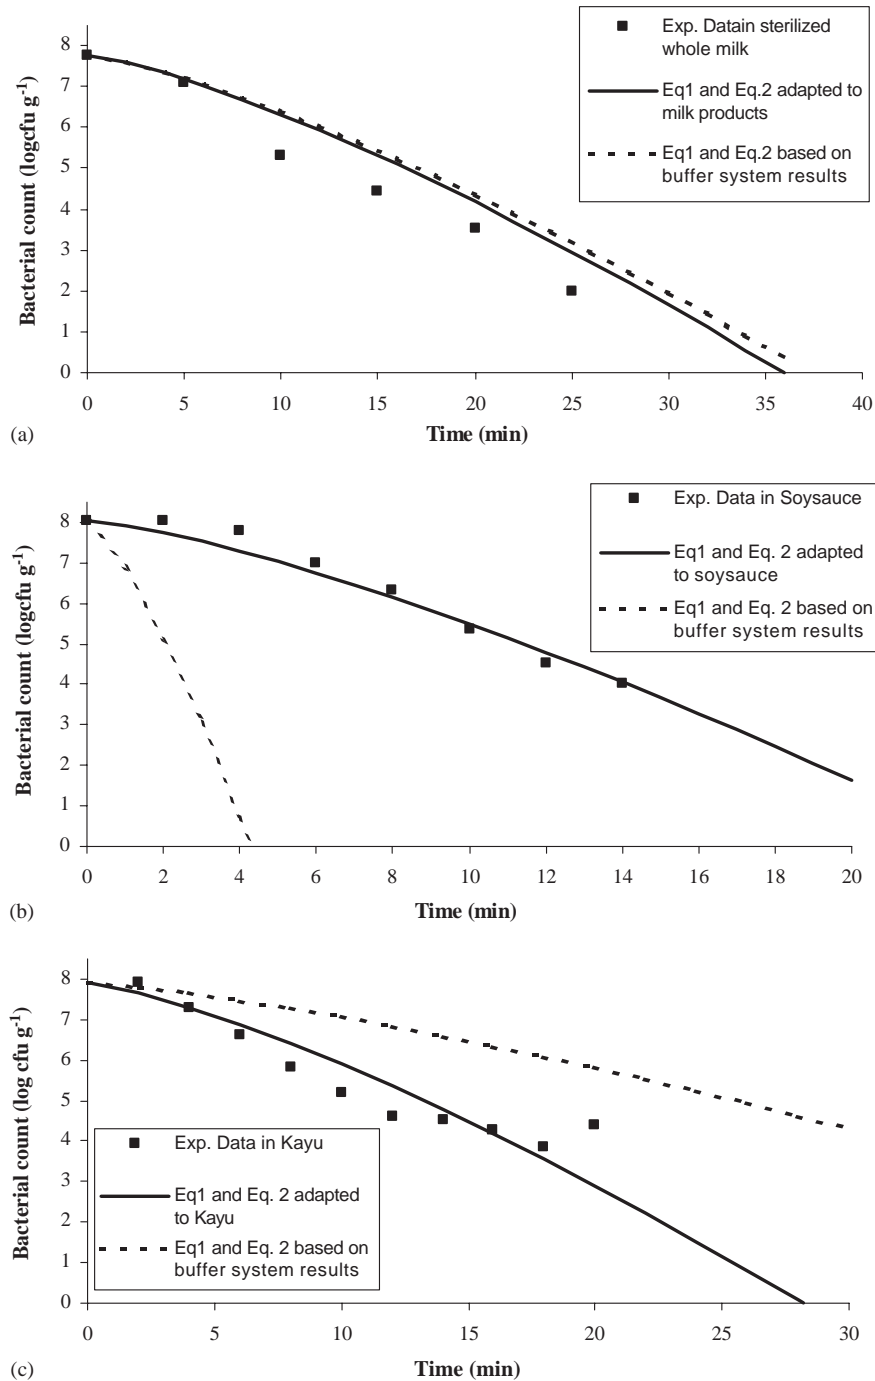 Exp. Datain sterilized
whole milk
Eq1 and Eq.2 adapted to
milk products
Eq1 and Eq.2 based on
buffer system results
Bacterial count (logcfu g-1)
8
7
6
5
4
3
2
1
0
0 5 10 15 20 25 30 35 40
Time (min)
(a)
Exp. Data in Soysauce
Eq1 and Eq. 2 adapted
to soysauce
Eq1 and Eq. 2 based on
buffer system results
Bacterial count (logcfu g-1)
8
7
6
5
4
3
2
1
0
0 2 4 6 8 10 12 14 16 18 20
Time (min)
(b)
Bacterial count (log cfu g-1)
8
7
6
5
4
3
2
1
0
Exp. Data in Kayu
Eq1 and Eq. 2 adapted
to Kayu
Eq1 and Eq. 2 based on
buffer system results
0 5 10 15 20 25 30
Time (min)
(c)